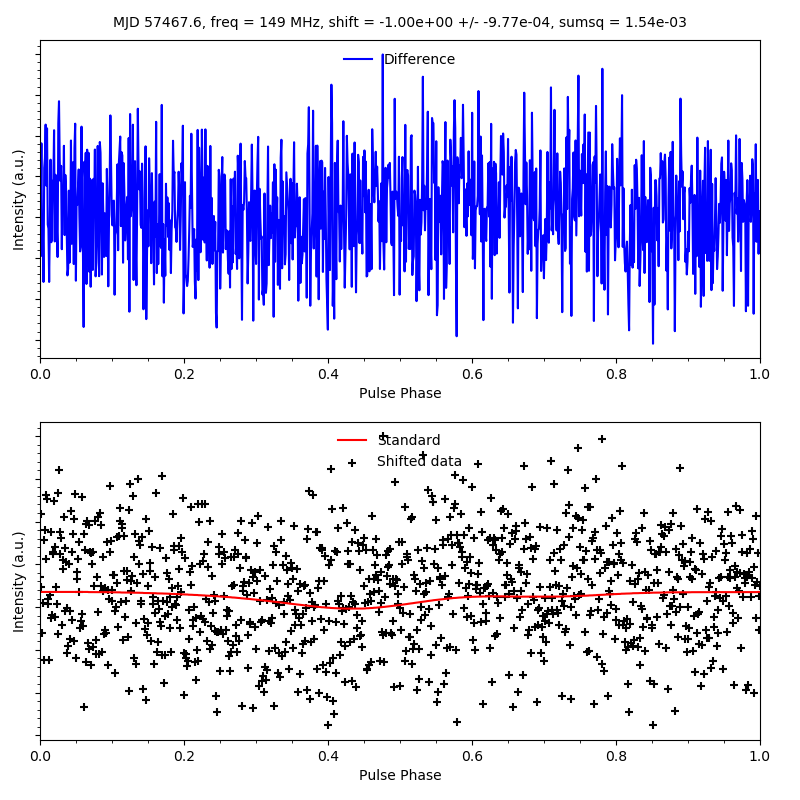 MJD 57467.6, freq = 149 MHz, shift = -1.00e+00 +/- -9.77e-04, sumsq = 1.54e-03
Difference
Intensity (a.u.)
0.0 0.2 0.4 0.6 0.8 1.0
Pulse Phase
Standard
Shifted data
Intensity (a.u.)
0.0 0.2 0.4 0.6 0.8 1.0
Pulse Phase